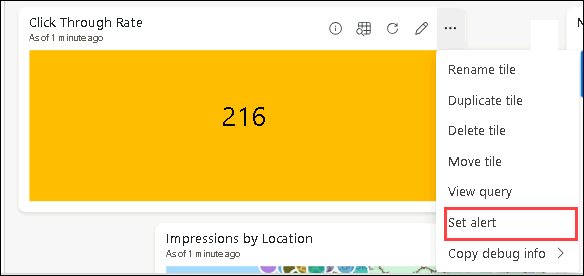 Click Through Rate
As of 1 minute ago
216
Rename tile
Duplicate tile
Delete tile
Move tile
View query
Set alert
Copy debug info
Impressions by Location
As of 1 minute ago